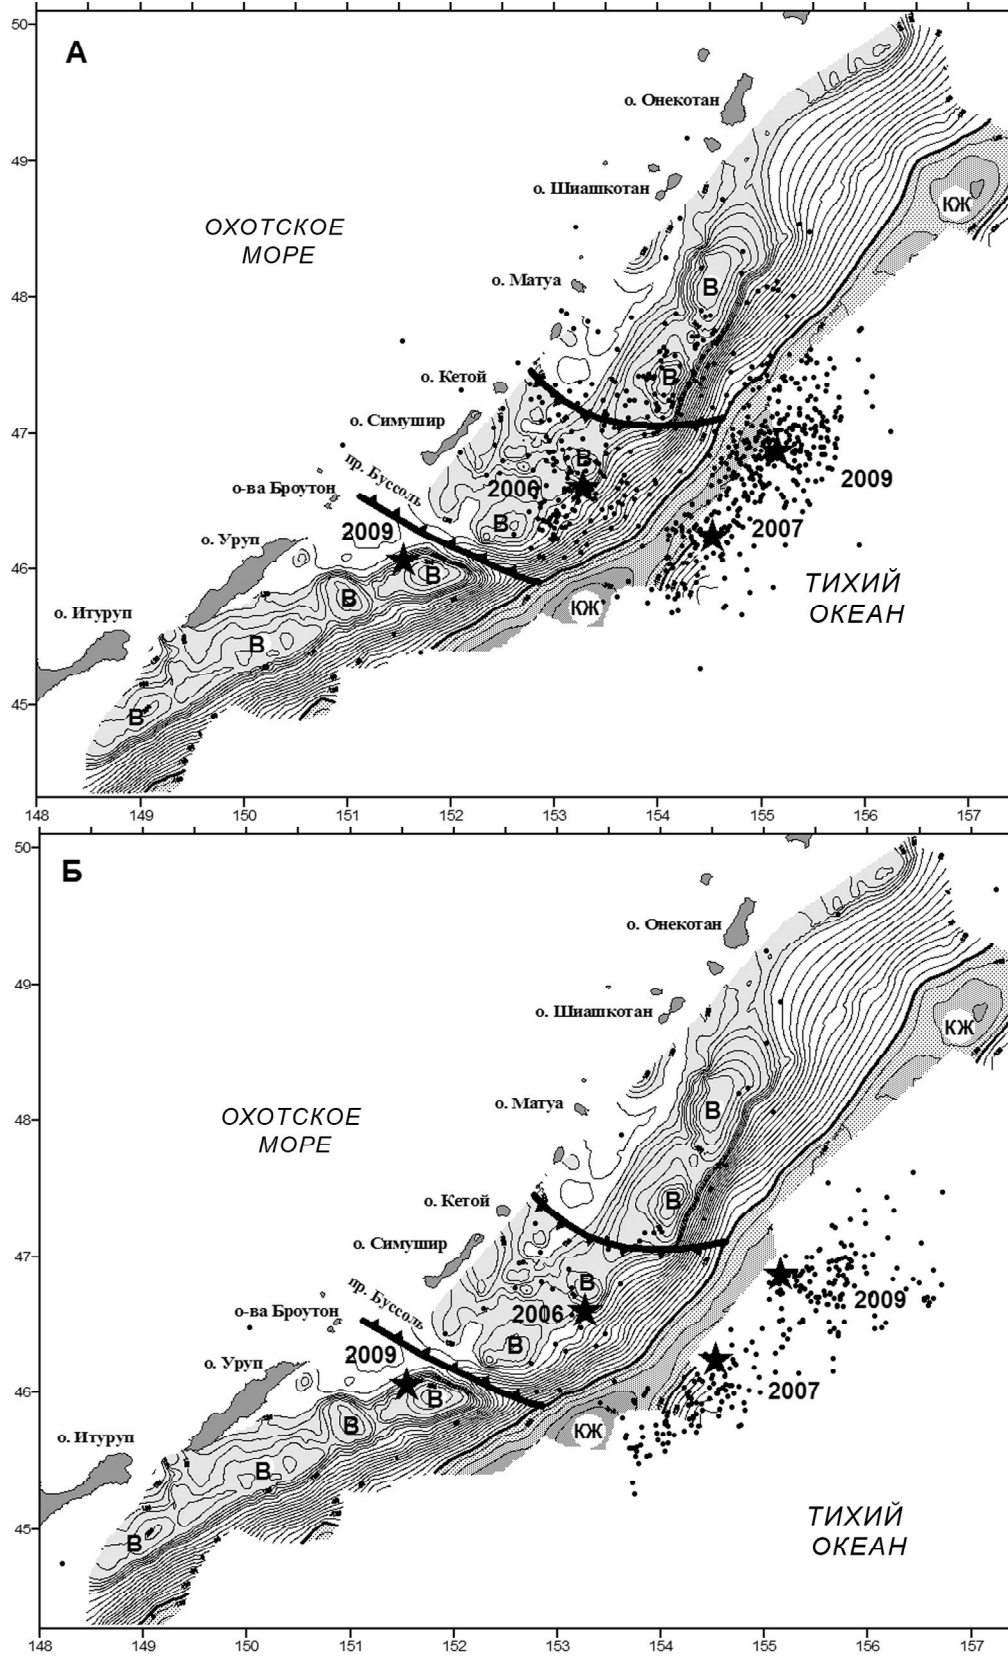 А
50
49
48
47
46
45
о. Онекотан
о. Шиашкотан
КЖ
ОХОТСКОЕ
МОРЕ
о. Матуа
В
о. Кетой
В
о. Симушир
В
пр. Буссоль
2006
2009
о-ва Броутон
В
2009
2007
о. Уруп
В
ТИХИЙ
ОКЕАН
В
КЖ
о. Итуруп
В
В
148 149 150 151 152 153 154 155 156 157
Б
50
49
48
47
46
45
о. Онекотан
о. Шиашкотан
КЖ
ОХОТСКОЕ
МОРЕ
о. Матуа
В
о. Кетой
В
о. Симушир
В
пр. Буссоль
2006
2009
о-ва Броутон
В
2009
о. Уруп
2007
В
В
КЖ
о. Итуруп
В
В
ТИХИЙ
ОКЕАН
148 149 150 151 152 153 154 155 156 157